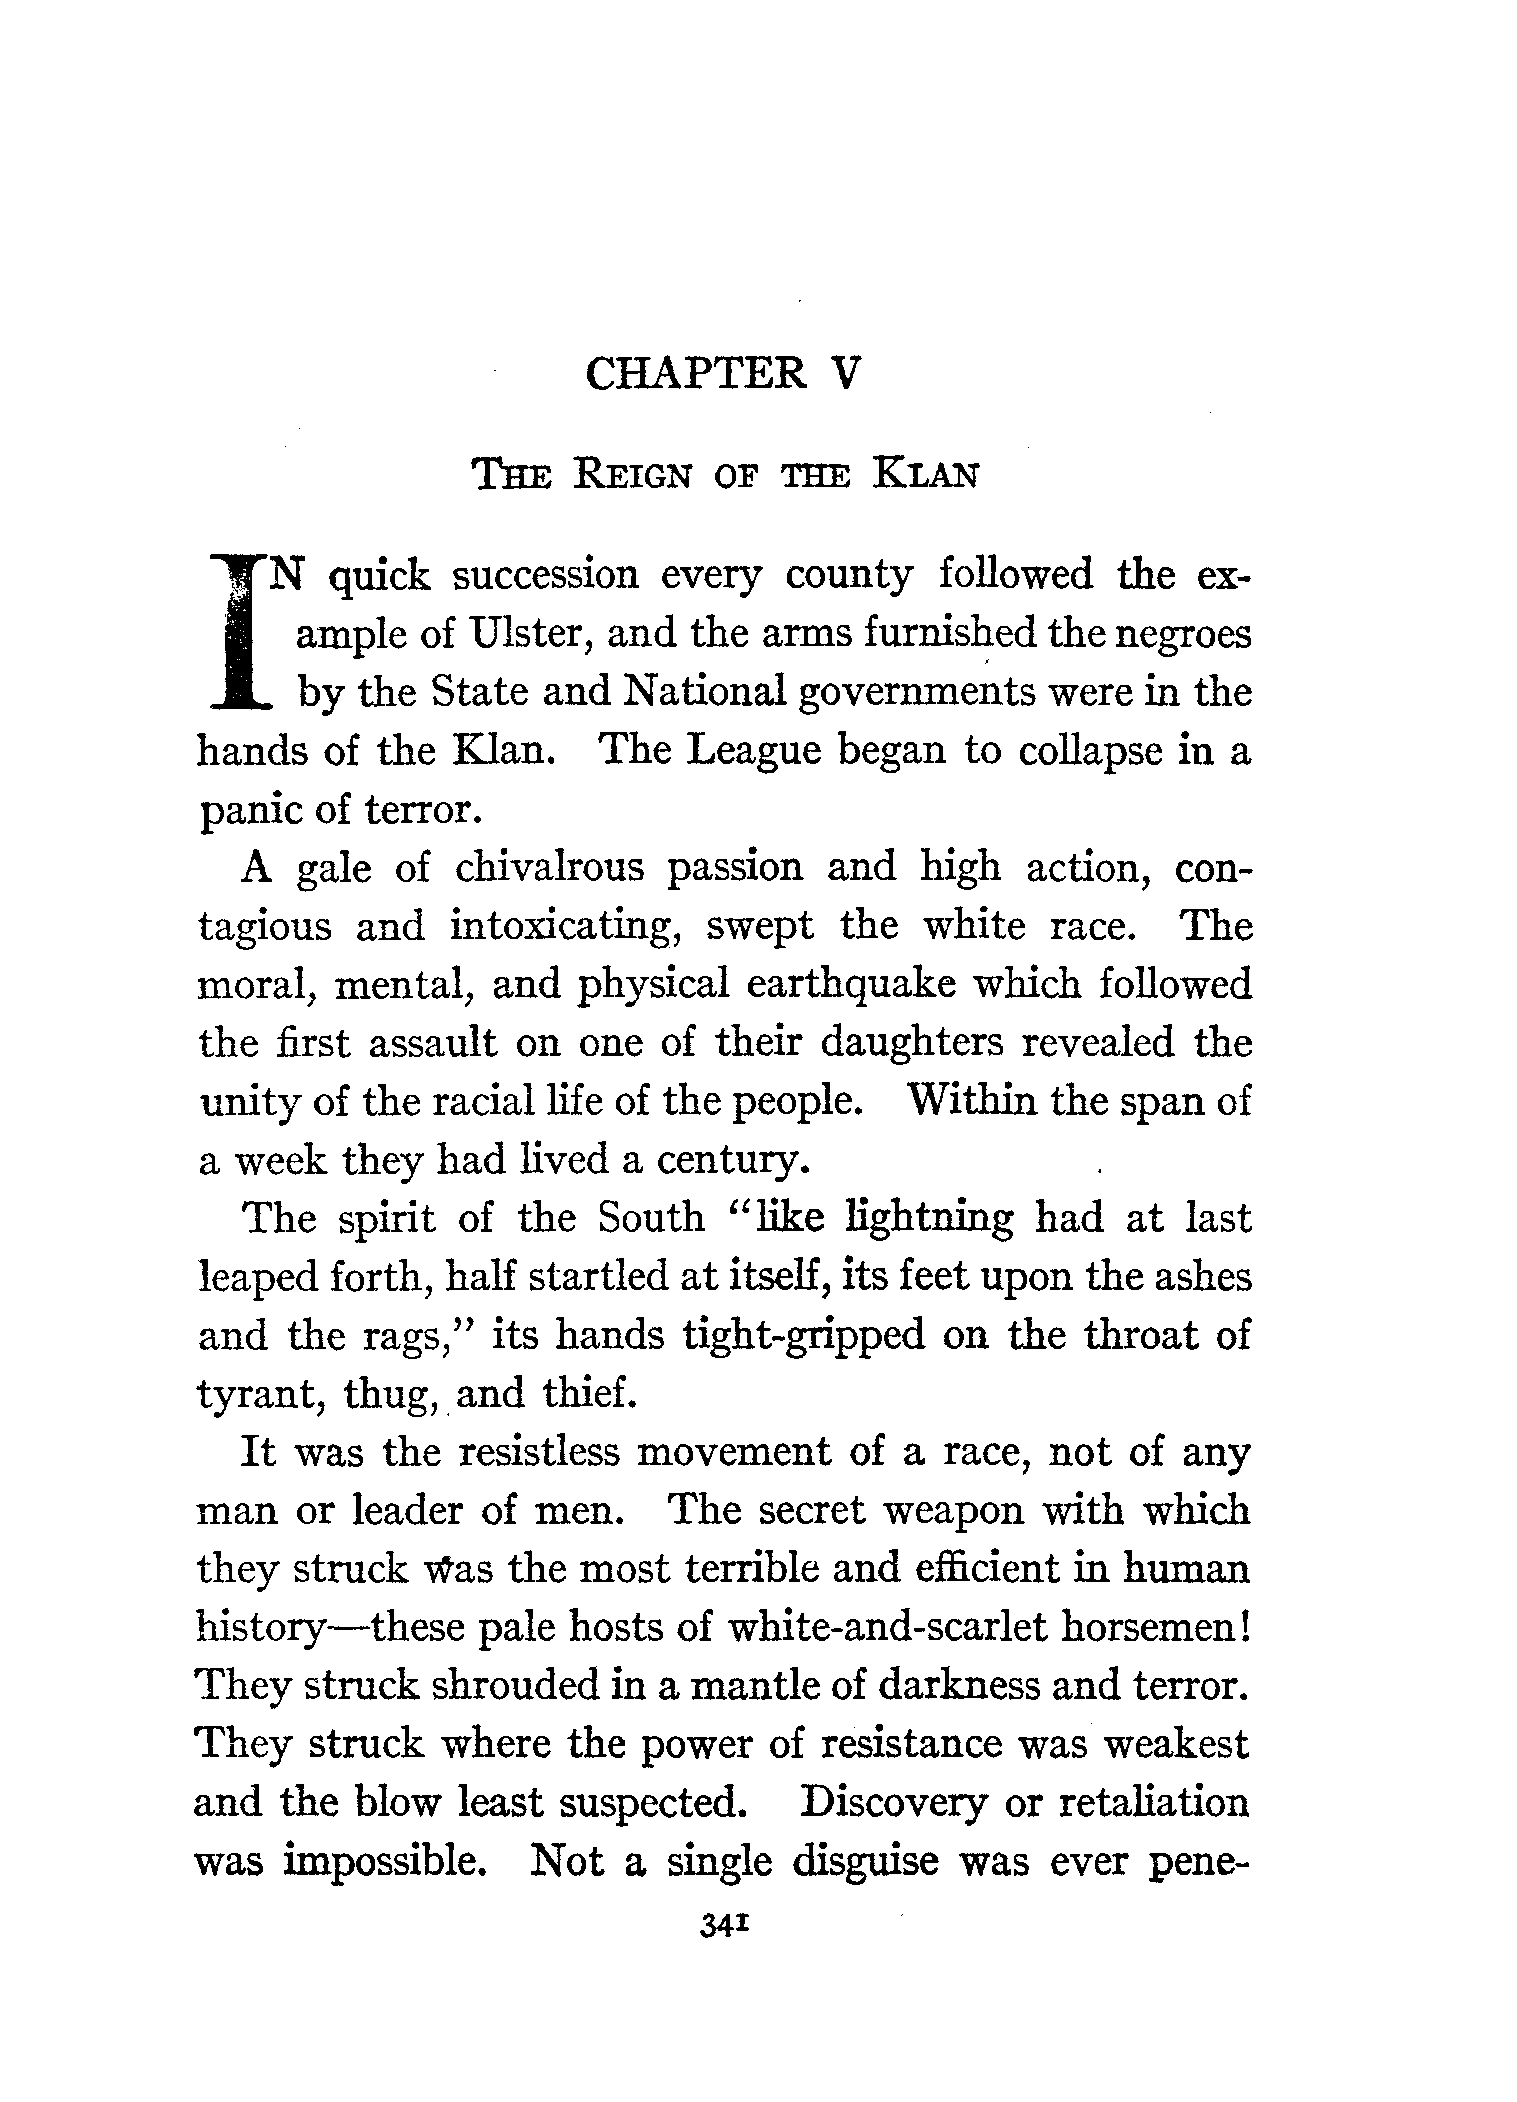 CHAPTER V
THE REIGN OF THE KLAN
IN quick succession every county followed the ex-
ample of Ulster, and the arms furnished the negroes
by the State and National governments were in the
hands of the Klan. The League began to collapse in a
panic of terror.
A gale of chivalrous passion and high action, con-
tagious and intoxicating, swept the white race. The
moral, mental, and physical earthquake which followed
the first assault on one of their daughters revealed the
unity of the racial life of the people. Within the span of
a week they had lived a century.
The spirit of the South "like lightning had at last
leaped forth, half startled at itself, its feet upon the ashes
and the rags," its hands tight-gripped on the throat of
tyrant, thug, and thief.
It was the resistless movement of a race, not of any
man or leader of men. The secret weapon with which
they struck was the most terrible and efficient in human
history—these pale hosts of white-and-scarlet horsemen!
They struck shrouded in a mantle of darkness and terror.
They struck where the power of resistance was weakest
and the blow least suspected. Discovery or retaliation
was impossible. Not a single disguise was ever pene-
341